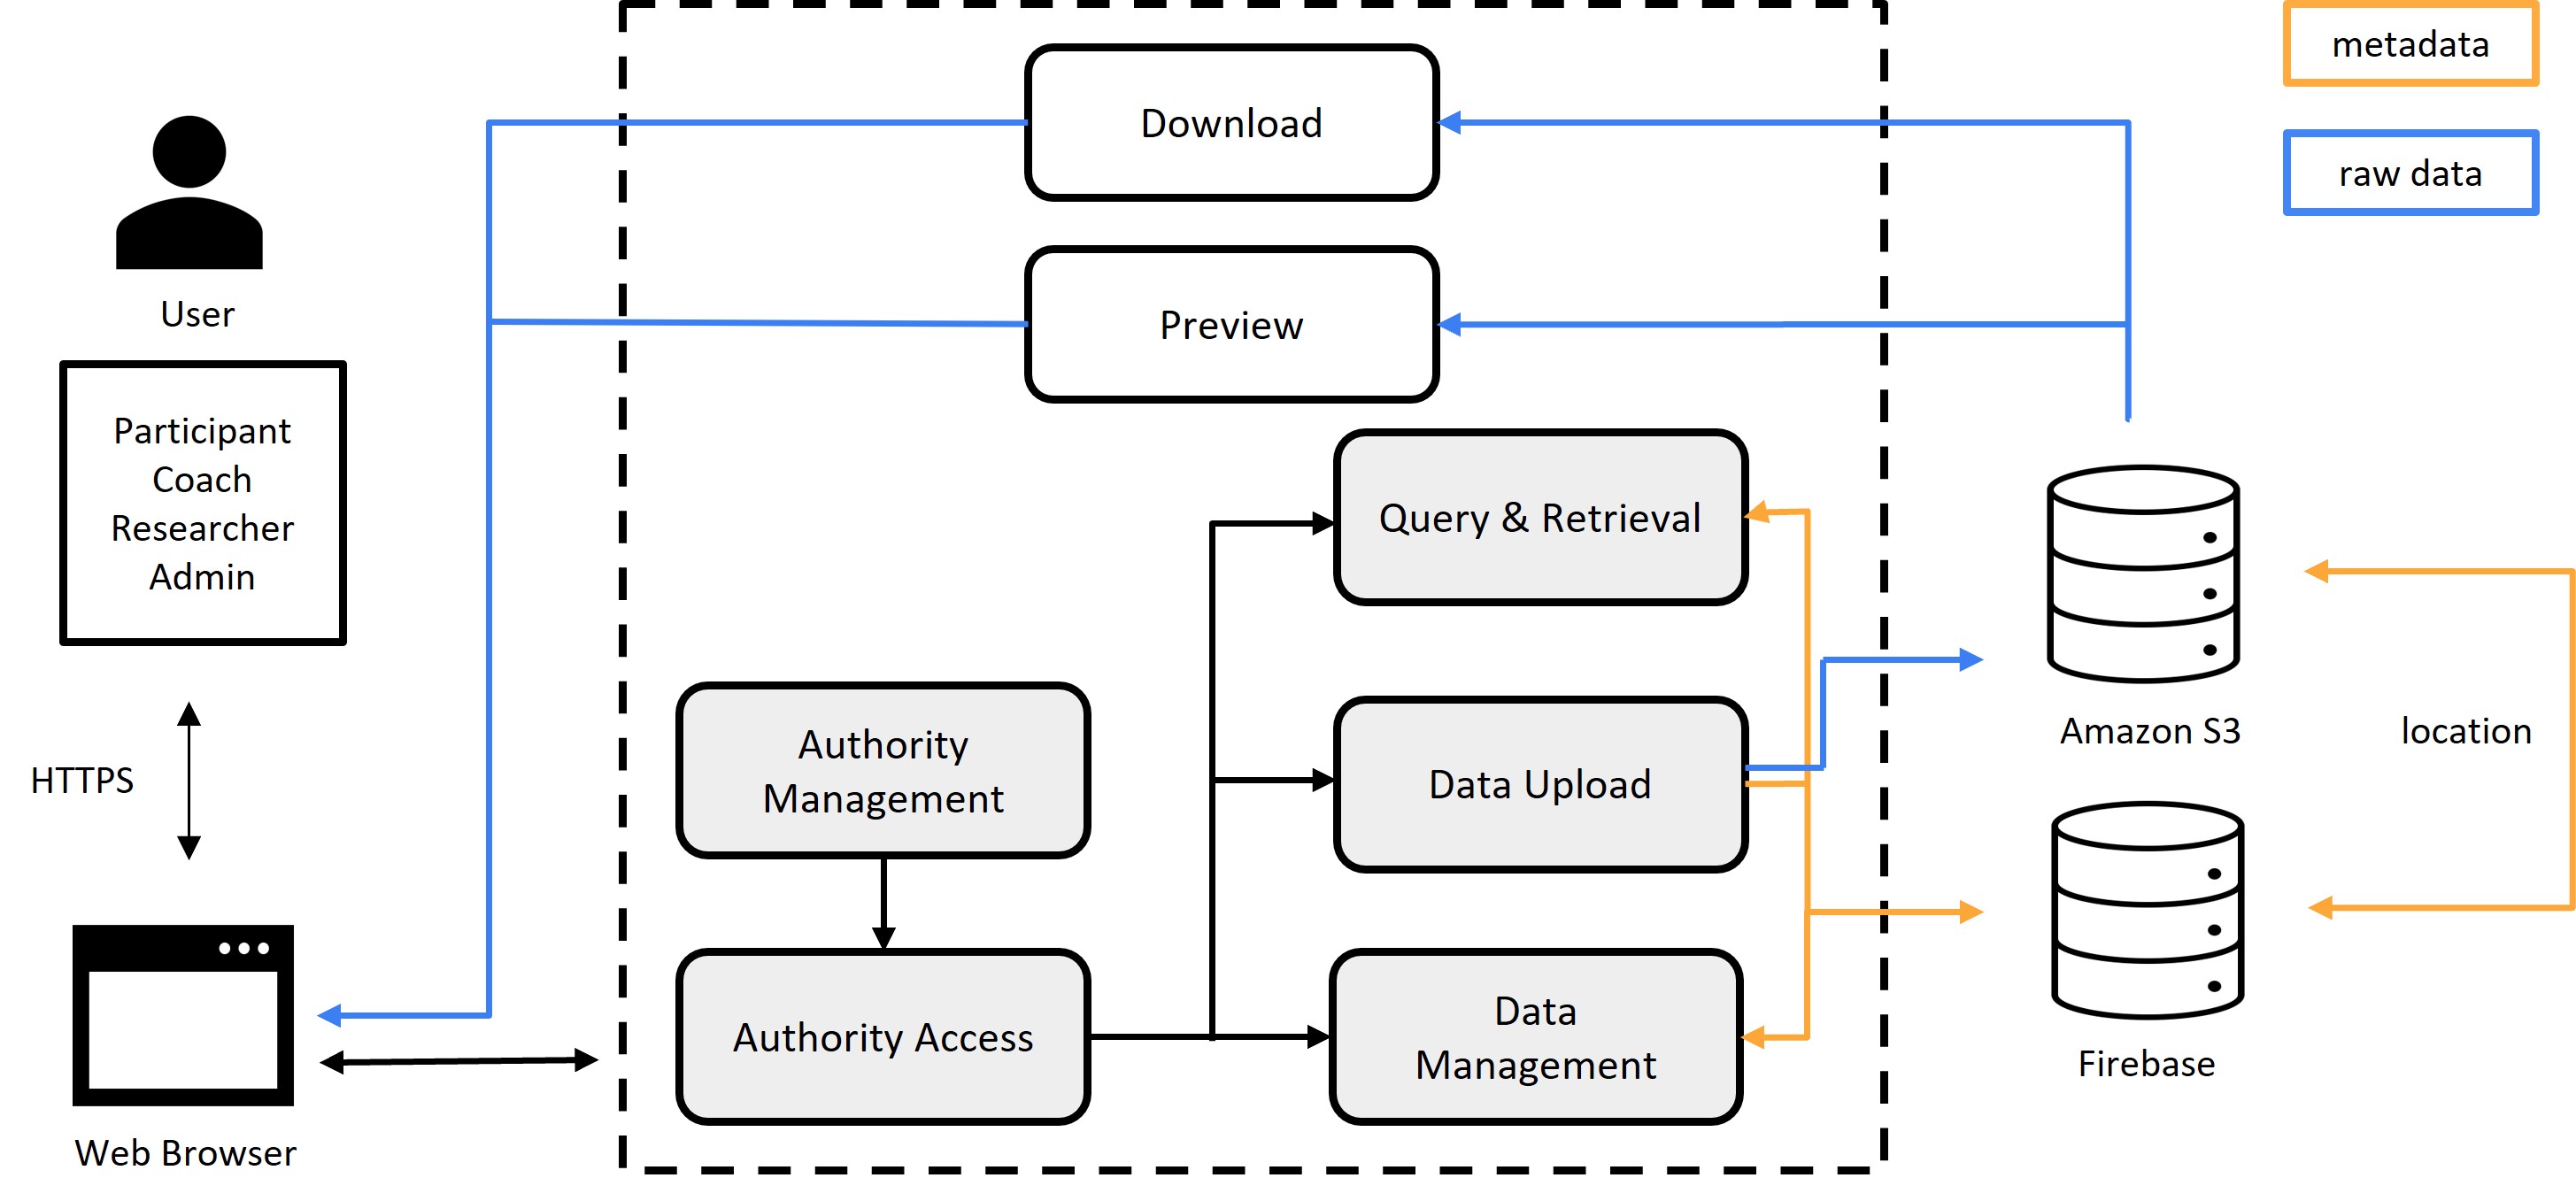 metadata
raw data
Download
Preview
User
Participant
Coach
Researcher
Admin
HTTPS
Web Browser
Query & Retrieval
Authority
Management
Data Upload
Authority Access
Data
Management
Amazon S3
location
Firebase